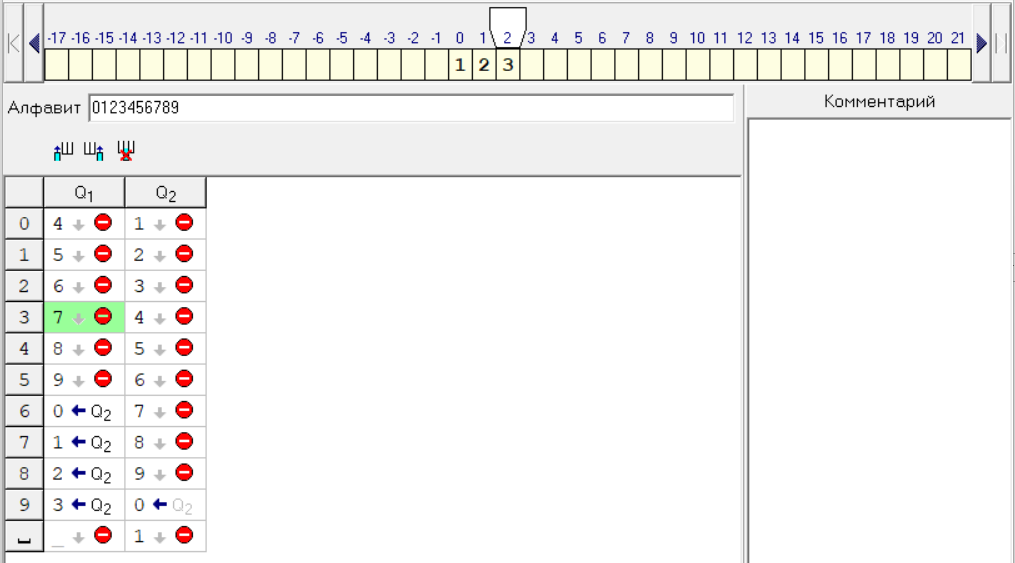 -17 -16 -15 -14 -13 -12 -11 -10 -9 -8 -7 -6 -5 -4 -3 -2 -1 0 1 2 3 4 5 6 7 8 9 10 11 12 13 14 15 16 17 18 19 20 21
1 2 3
Алфавит 0123456789
Комментарий
Q1 Q2
0 4 1
1 5 2
2 6 3
3 7 4
4 8 5
5 9 6
6 0 Q2 7
7 1 Q2 8
8 2 Q2 9
9 3 Q2 0 Q2
_ 1